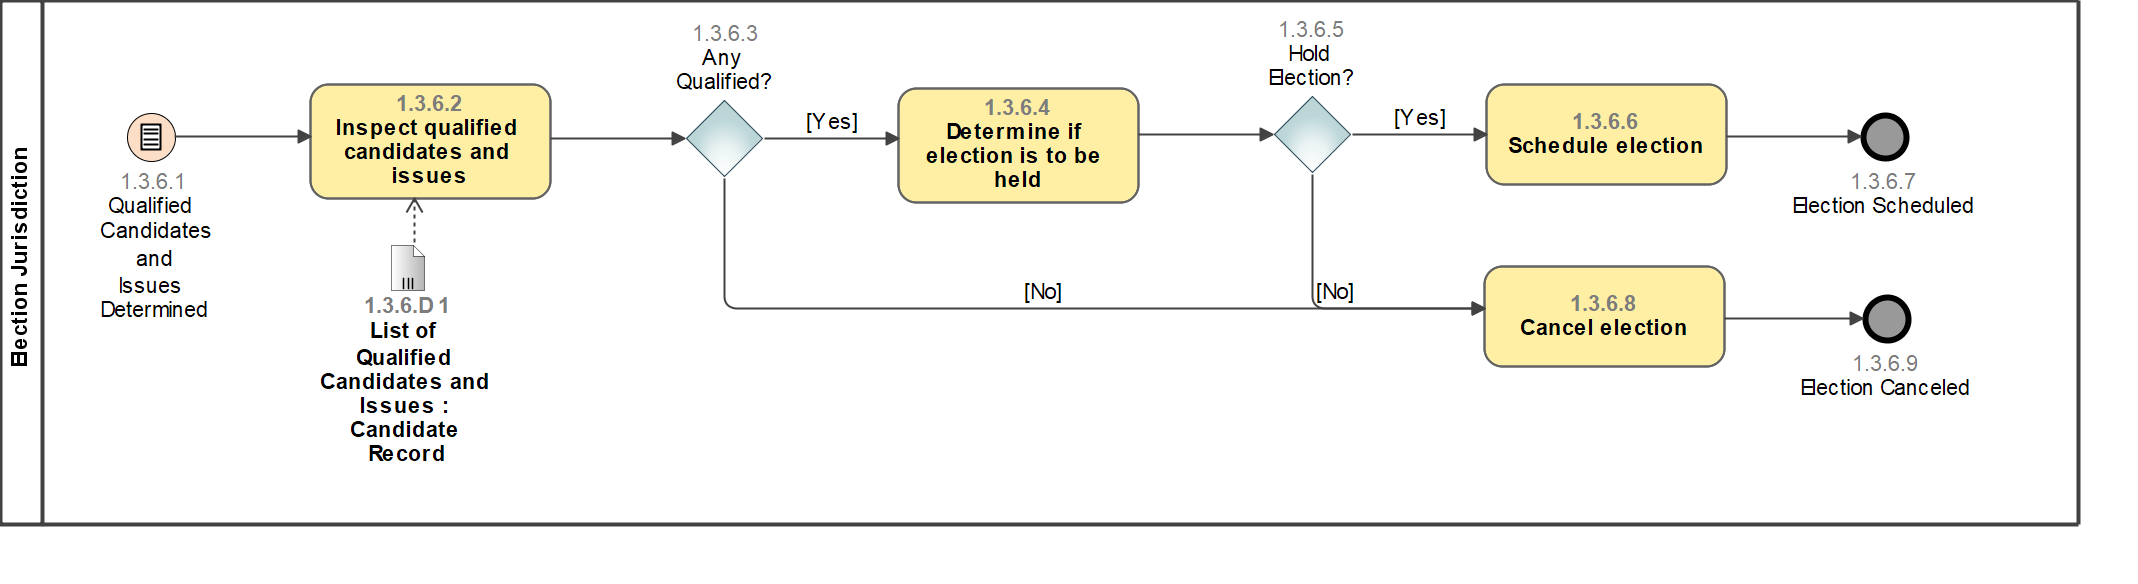 Election Jurisdiction
1.3.6.1
Qualified
Candidates
and
Issues
Determined
1.3.6.2
Inspect qualified
candidates and
issues
1.3.6.D 1
List of
Qualified
Candidates and
Issues :
Candidate
Record
1.3.6.3
Any
Qualified?
[Yes]
[No]
1.3.6.4
Determine if
election is to be
held
1.3.6.5
Hold
Election?
[Yes]
[No]
1.3.6.6
Schedule election
1.3.6.7
Election Scheduled
1.3.6.8
Cancel election
1.3.6.9
Election Canceled